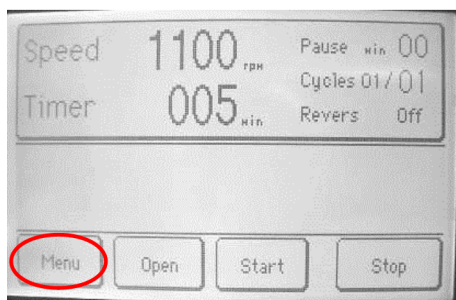 Speed 1100 rpm Pause min 00
Cycles 01/01
Timer 005 min Revers Off
Menu Open Start Stop